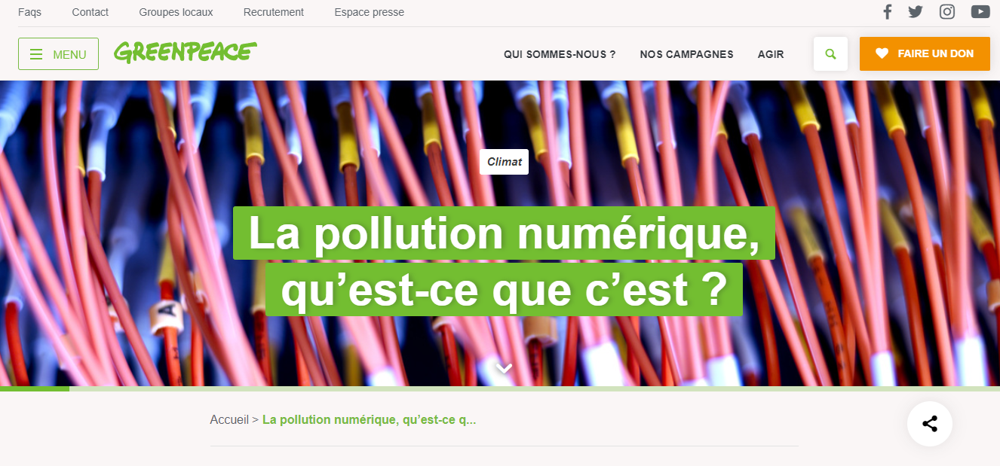 Faqs Contact Groupes locaux Recrutement Espace presse
MENU GREENPEACE QUI SOMMES-NOUS ? NOS CAMPAGNES AGIR FAIRE UN DON
Climat
La pollution numérique,
qu’est-ce que c’est ?
A
Accueil > La pollution numérique, qu’est-ce q...